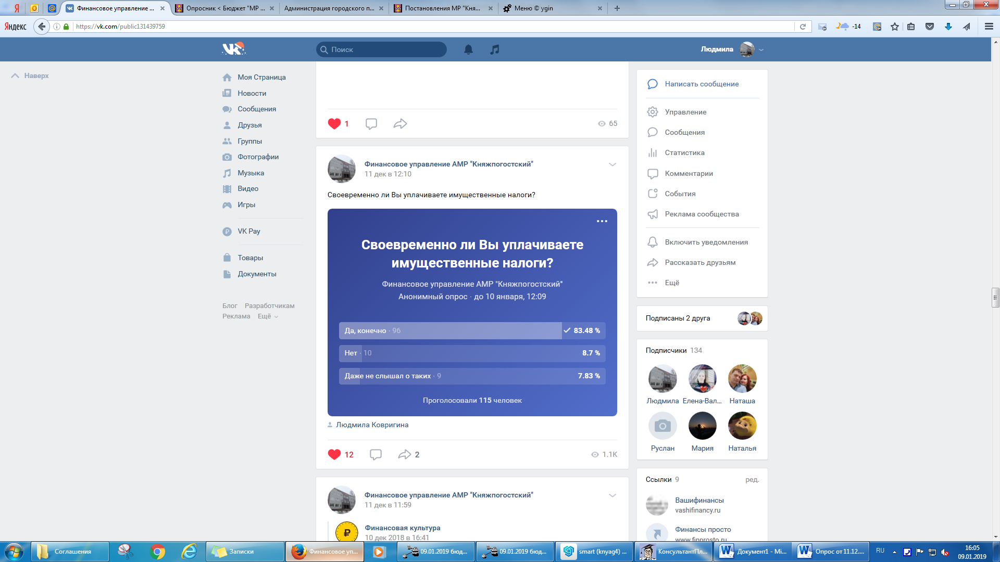 Финансовое управление ...
Опросник < Бюджет "МР ...
Администрация городского п...
Постановления МР "Кня...
Меню © ygin
Яндекс
https://vk.com/public131439759
-14
Поиск
Людмила
Наверх
Моя Страница
Новости
Сообщения
Друзья
Группы
Фотографии
Музыка
Видео
Игры
VK Pay
Товары
Документы
Блог Разработчикам
Реклама Ещё
1
65
Финансовое управление АМР "Княжпогостский"
11 дек в 12:10
Своевременно ли Вы уплачиваете имущественные налоги?
Своевременно ли Вы уплачиваете
имущественные налоги?
Финансовое управление АМР "Княжпогостский"
Анонимный опрос · до 10 января, 12:09
Да, конечно · 96 83.48 %
Нет · 10 8.7 %
Даже не слышал о таких · 9 7.83 %
Проголосовали 115 человек
Людмила Ковригина
12
2
1.1K
Финансовое управление АМР "Княжпогостский"
11 дек в 11:59
Финансовая культура
10 дек 2018 в 16:41
Написать сообщение
Управление
Сообщения
Статистика
Комментарии
События
Реклама сообщества
Включить уведомления
Рассказать друзьям
Ещё
Подписаны 2 друга
Подписчики 134
Людмила Елена-Вал... Наташа
Руслан Мария Наталья
Ссылки 9 ред.
Вашифинансы
vashifinancy.ru
Финансы просто
www.finprosto.ru
Соглашения
Записки
Финансовое уп...
09.01.2019 бюд...
09.01.2019 бюд...
smart (knyag4) ...
КонсультантПл...
Документ1 - Mi...
Опрос от 11.12....
RU
16:05
09.01.2019